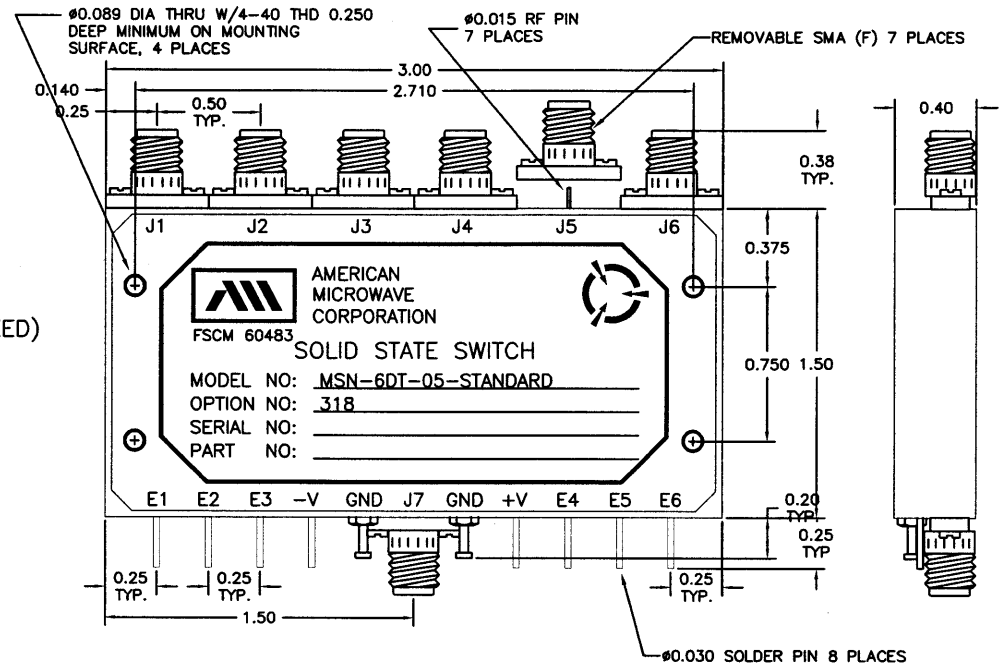 ø0.089 DIA THRU W/4-40 THD 0.250
DEEP MINIMUM ON MOUNTING
SURFACE, 4 PLACES
ø0.015 RF PIN
7 PLACES
REMOVABLE SMA (F) 7 PLACES
3.00
0.140
2.710
0.40
0.25
0.50
TYP.
0.38
TYP.
J1 J2 J3 J4 J5 J6
0.375
AMERICAN
MICROWAVE
CORPORATION
FSCM 60483
ED)
SOLID STATE SWITCH
0.750 1.50
MODEL NO: MSN-6DT-05-STANDARD
OPTION NO: 318
SERIAL NO:
PART NO:
E1 E2 E3 -V GND J7 GND +V E4 E5 E6
0.20
TYP.
0.25
TYP
0.25
TYP.
0.25
TYP.
0.25
TYP.
1.50
ø0.030 SOLDER PIN 8 PLACES